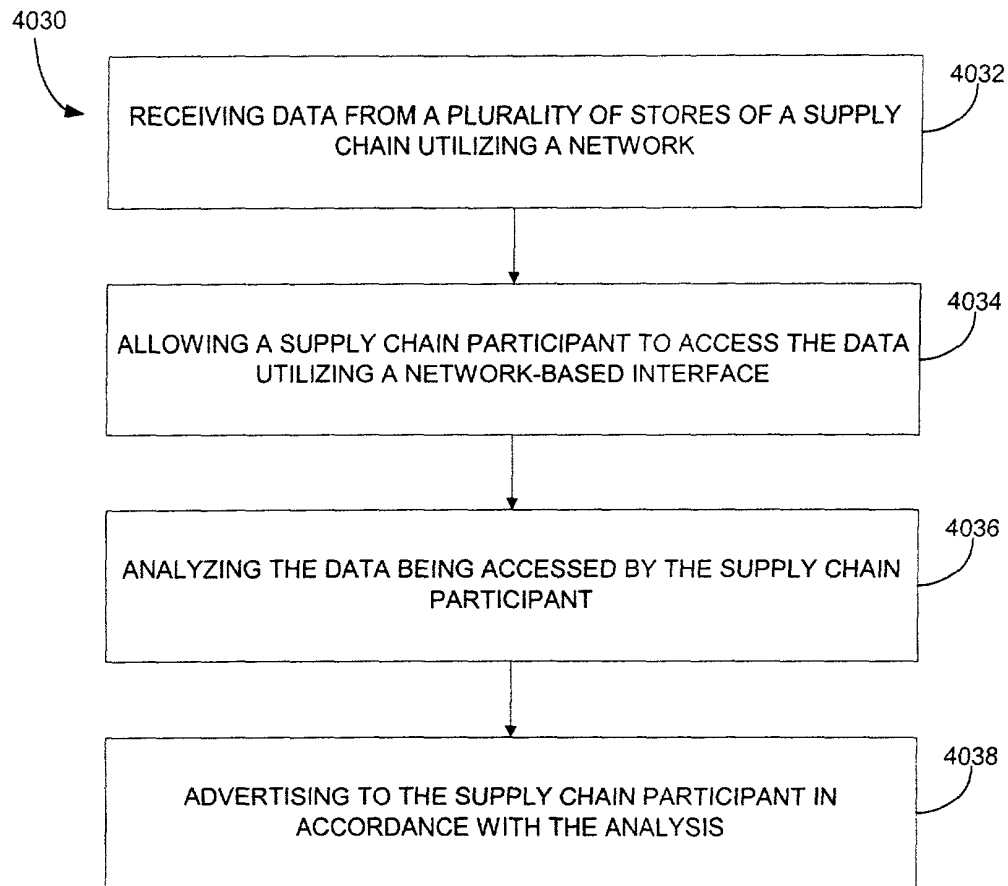 4030
4032
RECEIVING DATA FROM A PLURALITY OF STORES OF A SUPPLY
CHAIN UTILIZING A NETWORK
4034
ALLOWING A SUPPLY CHAIN PARTICIPANT TO ACCESS THE DATA
UTILIZING A NETWORK-BASED INTERFACE
4036
ANALYZING THE DATA BEING ACCESSED BY THE SUPPLY CHAIN
PARTICIPANT
4038
ADVERTISING TO THE SUPPLY CHAIN PARTICIPANT IN
ACCORDANCE WITH THE ANALYSIS